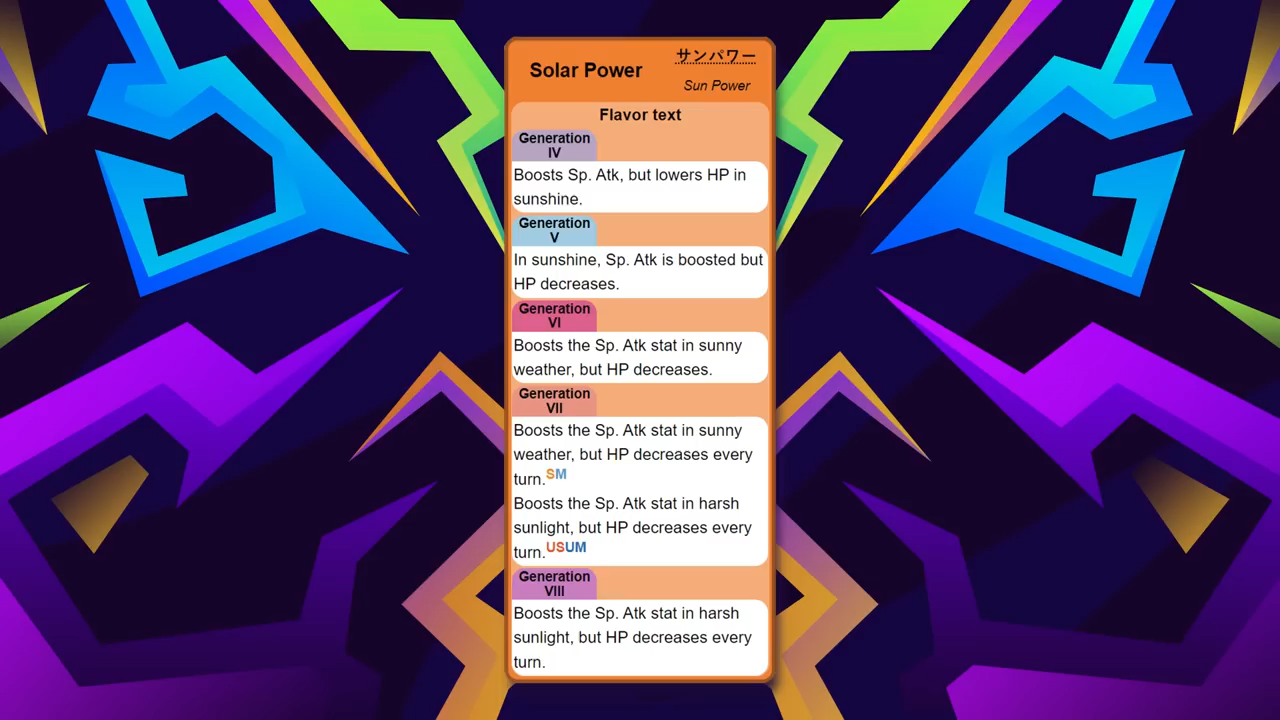 Solar Power
サンパワー
Sun Power
Flavor text
Generation
IV
Boosts Sp. Atk, but lowers HP in
sunshine.
Generation
V
In sunshine, Sp. Atk is boosted but
HP decreases.
Generation
VI
Boosts the Sp. Atk stat in sunny
weather, but HP decreases.
Generation
VII
Boosts the Sp. Atk stat in sunny
weather, but HP decreases every
turn.SM
Boosts the Sp. Atk stat in harsh
sunlight, but HP decreases every
turn.USUM
Generation
VIII
Boosts the Sp. Atk stat in harsh
sunlight, but HP decreases every
turn.